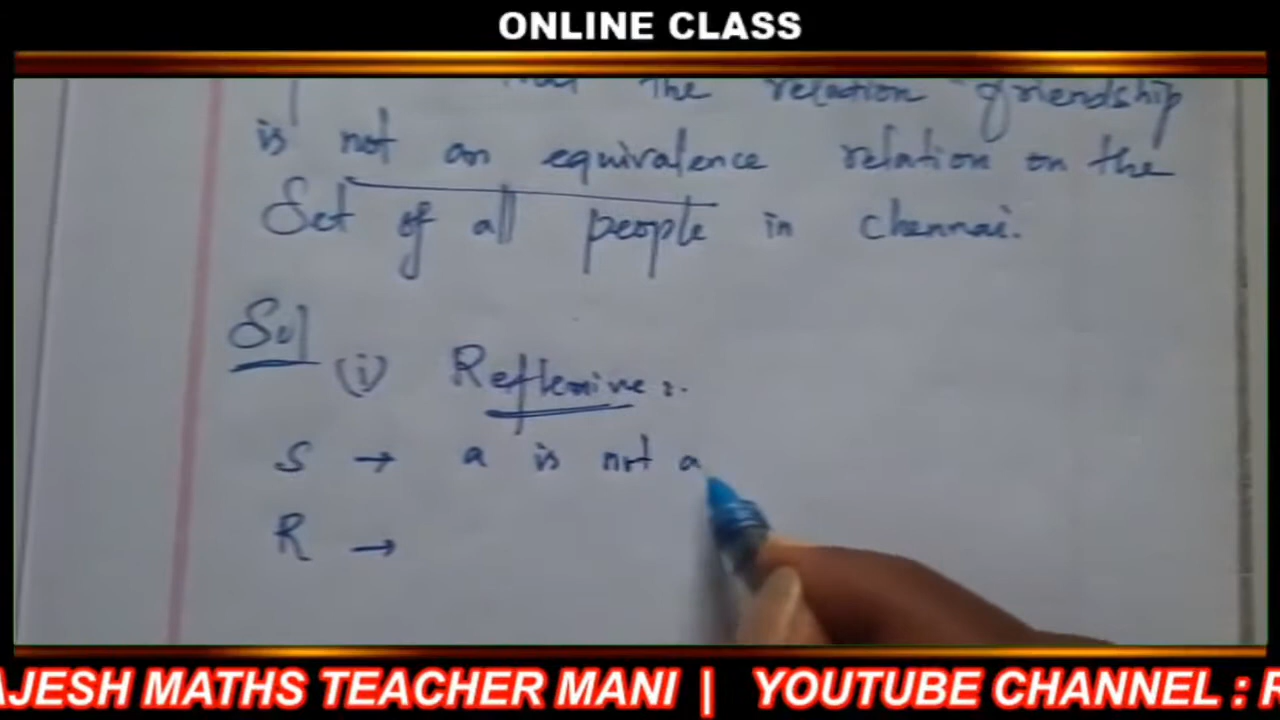 ONLINE CLASS
the relation friendship
is not an equivalence relation on the
Set of all people in Chennai.
Sol
(i) Reflexive :-
S → a is not a
R →
AJESH MATHS TEACHER MANI | YOUTUBE CHANNEL : R